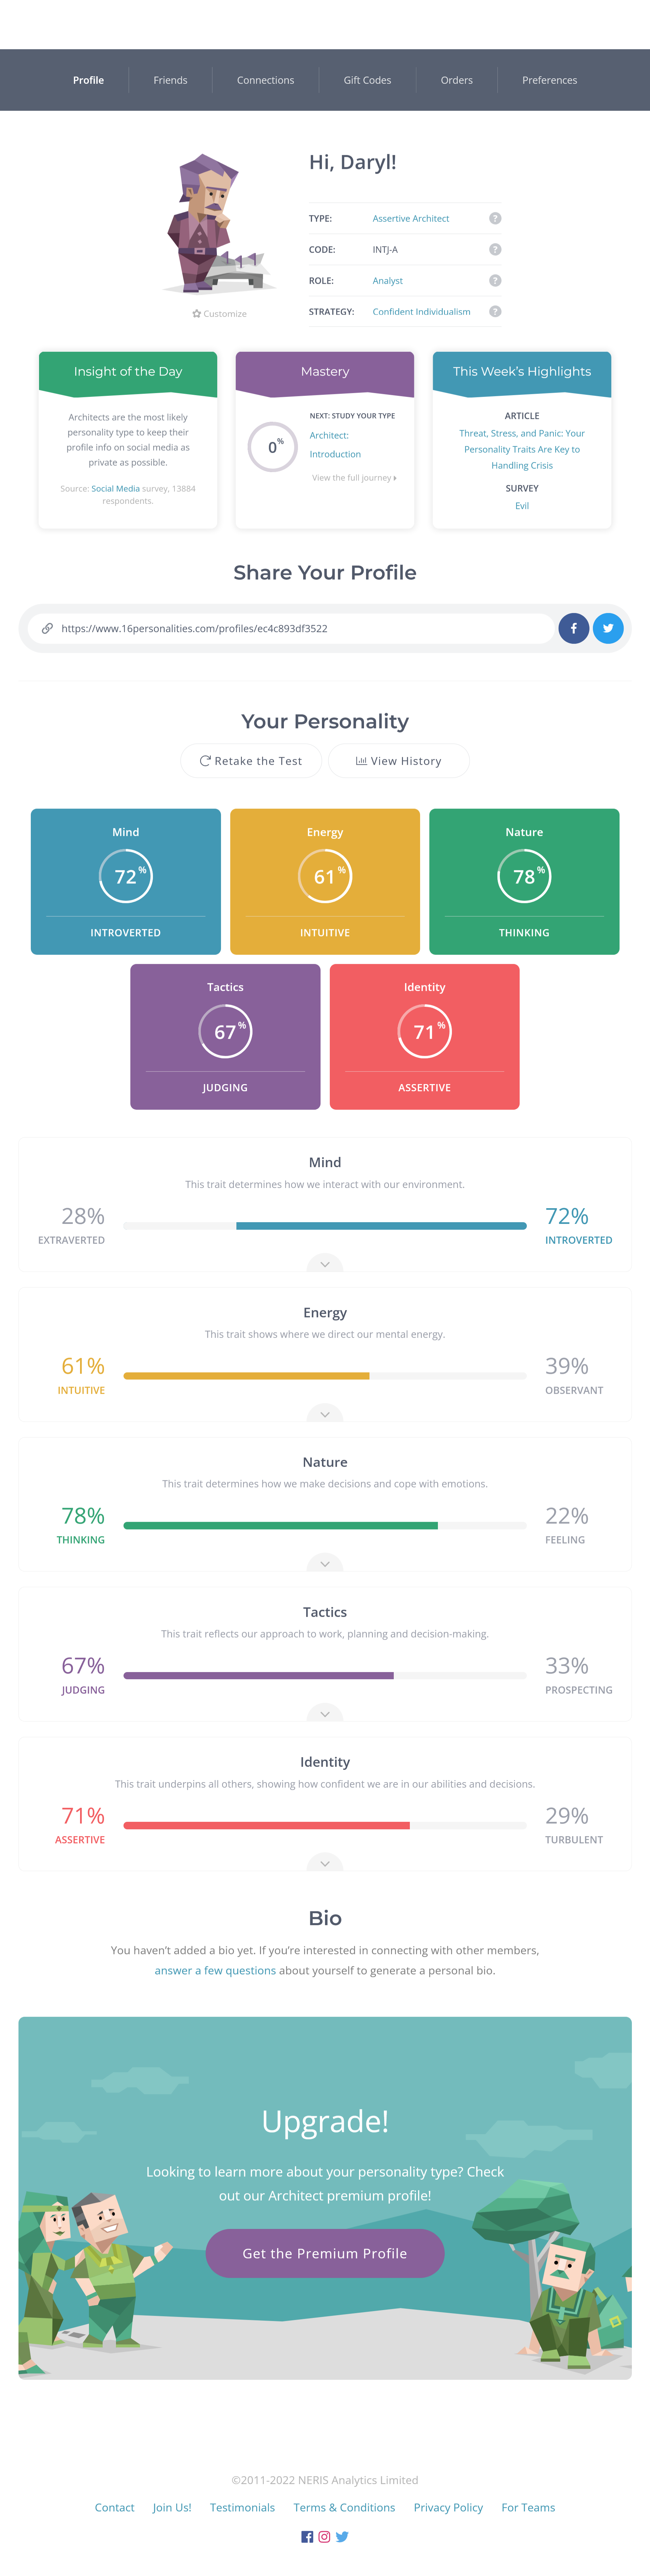 Profile
Friends
Connections
Gift Codes
Orders
Preferences
Hi, Daryl!
TYPE: Assertive Architect ?
CODE: INTJ-A ?
ROLE: Analyst ?
STRATEGY: Confident Individualism ?
Customize
Insight of the Day
Architects are the most likely
personality type to keep their
profile info on social media as
private as possible.
Source: Social Media survey, 13884
respondents.
Mastery
0%
NEXT: STUDY YOUR TYPE
Architect:
Introduction
View the full journey
This Week's Highlights
ARTICLE
Threat, Stress, and Panic: Your
Personality Traits Are Key to
Handling Crisis
SURVEY
Evil
Share Your Profile
https://www.16personalities.com/profiles/ec4c893df3522
Your Personality
Retake the Test
View History
Mind
72%
INTROVERTED
Energy
61%
INTUITIVE
Nature
78%
THINKING
Tactics
67%
JUDGING
Identity
71%
ASSERTIVE
Mind
This trait determines how we interact with our environment.
28%
EXTRAVERTED
72%
INTROVERTED
Energy
This trait shows where we direct our mental energy.
61%
INTUITIVE
39%
OBSERVANT
Nature
This trait determines how we make decisions and cope with emotions.
78%
THINKING
22%
FEELING
Tactics
This trait reflects our approach to work, planning and decision-making.
67%
JUDGING
33%
PROSPECTING
Identity
This trait underpins all others, showing how confident we are in our abilities and decisions.
71%
ASSERTIVE
29%
TURBULENT
Bio
You haven't added a bio yet. If you're interested in connecting with other members,
answer a few questions about yourself to generate a personal bio.
Upgrade!
Looking to learn more about your personality type? Check
out our Architect premium profile!
Get the Premium Profile
©2011-2022 NERIS Analytics Limited
Contact
Join Us!
Testimonials
Terms & Conditions
Privacy Policy
For Teams